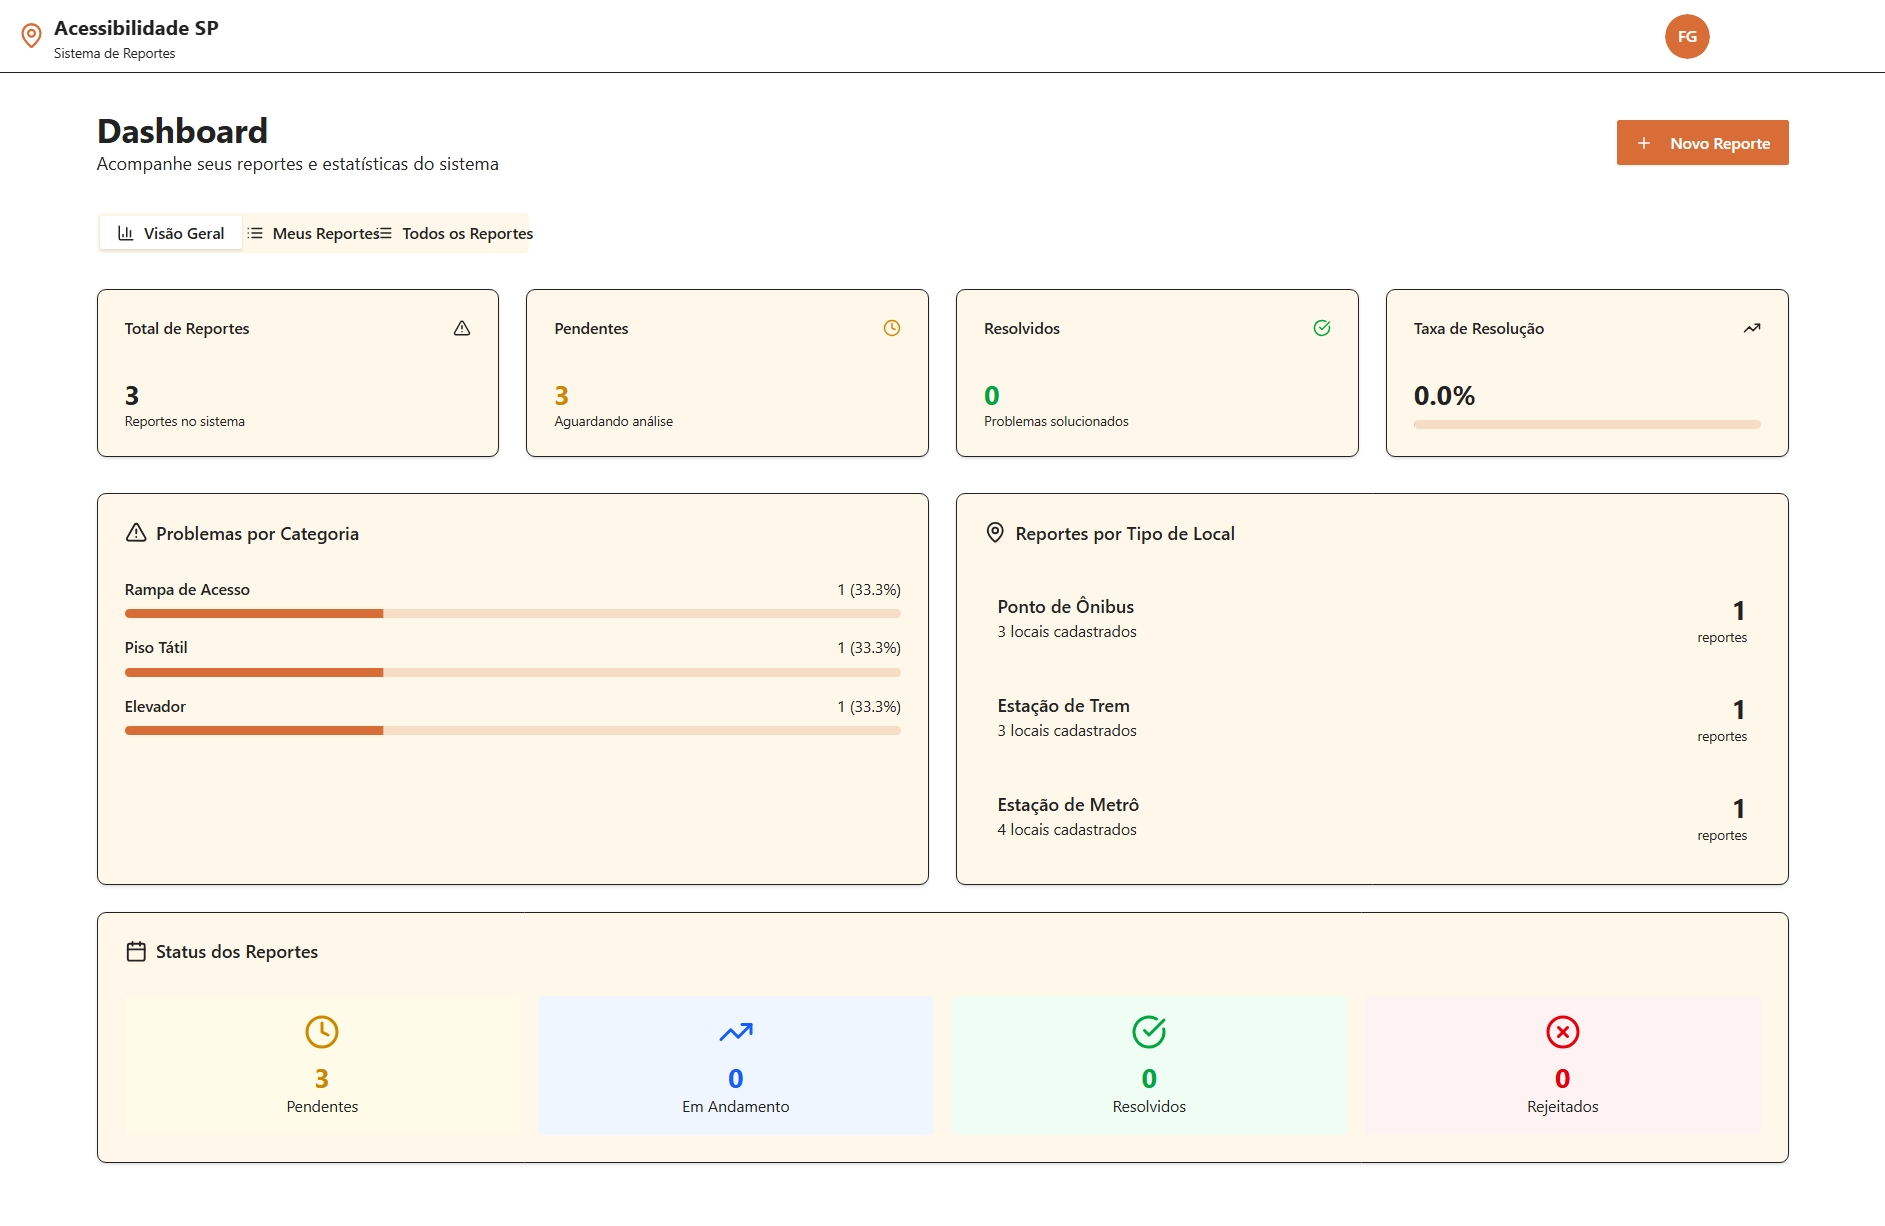 Acessibilidade SP
Sistema de Reportes
FG
Dashboard
Acompanhe seus reportes e estatísticas do sistema
Novo Reporte
Visão Geral
Meus Reportes
Todos os Reportes
Total de Reportes
3
Reportes no sistema
Pendentes
3
Aguardando análise
Resolvidos
0
Problemas solucionados
Taxa de Resolução
0.0%
Problemas por Categoria
Rampa de Acesso 1 (33.3%)
Piso Tátil 1 (33.3%)
Elevador 1 (33.3%)
Reportes por Tipo de Local
Ponto de Ônibus
3 locais cadastrados
1
reportes
Estação de Trem
3 locais cadastrados
1
reportes
Estação de Metrô
4 locais cadastrados
1
reportes
Status dos Reportes
3
Pendentes
0
Em Andamento
0
Resolvidos
0
Rejeitados